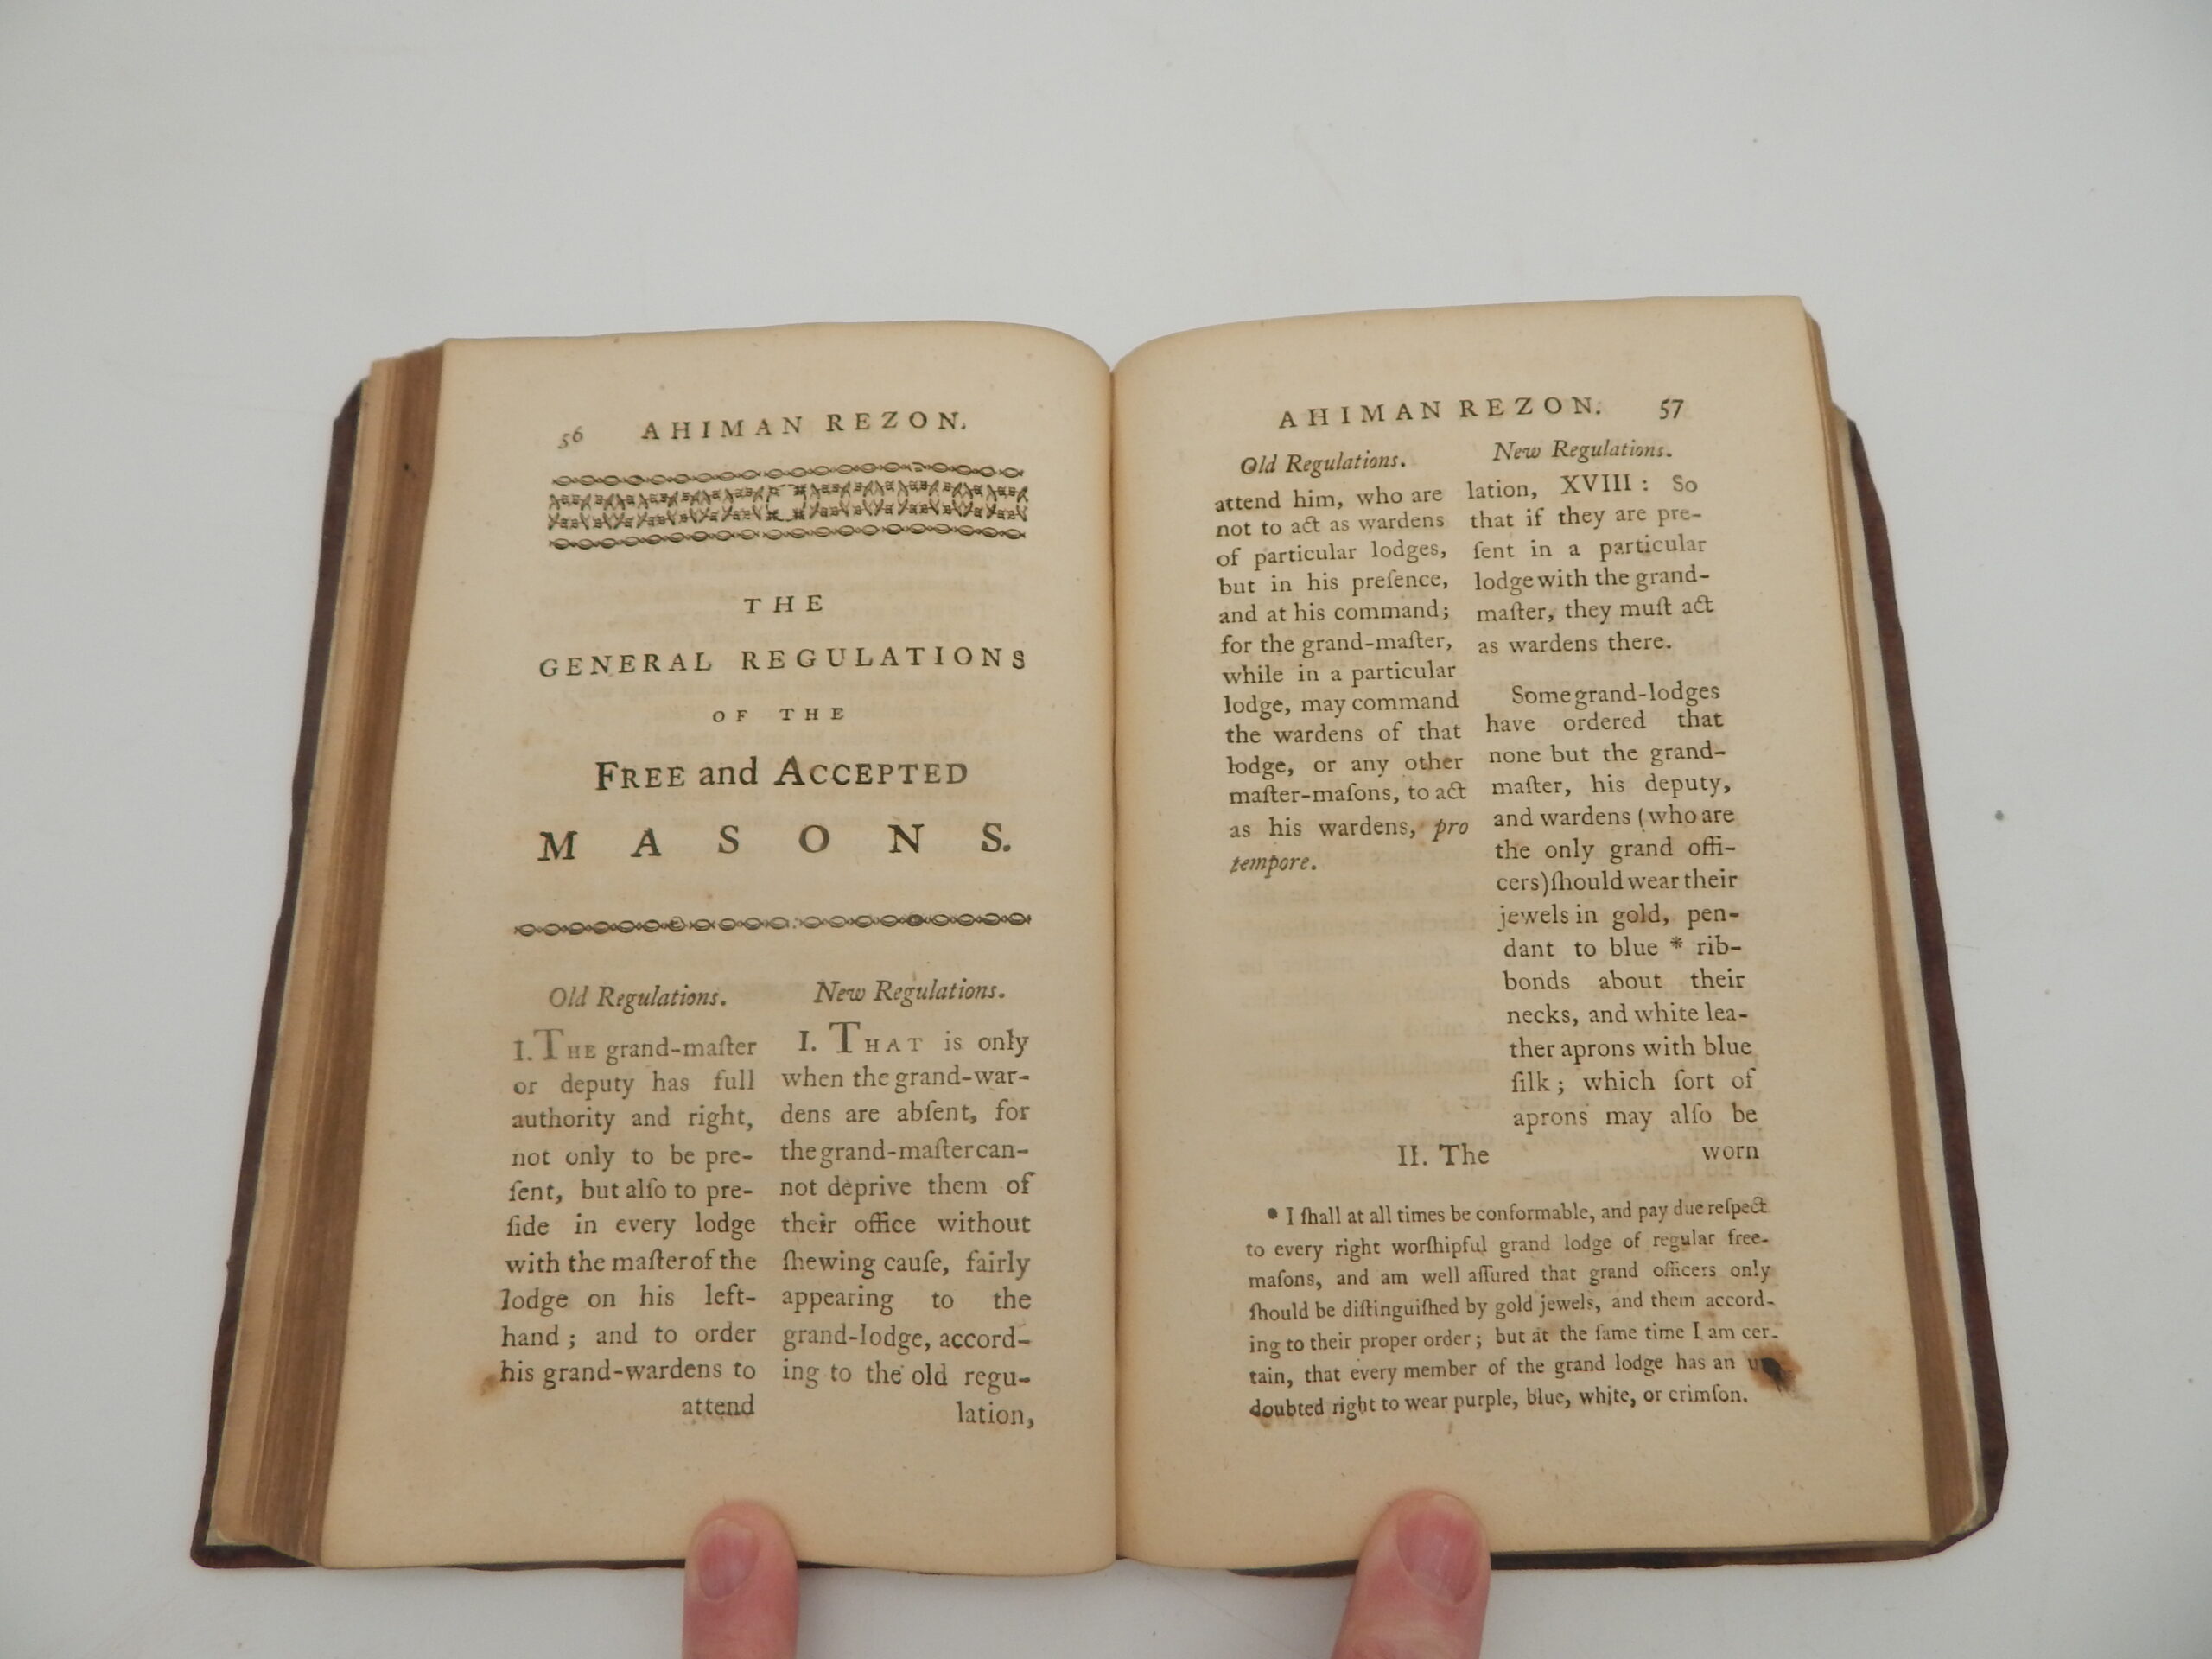 56 AHIMAN REZON.
THE
GENERAL REGULATIONS
OF THE
FREE and ACCEPTED
MASONS.
Old Regulations.
I. THE grand-maſter
or deputy has full
authority and right,
not only to be pre-
ſent, but alſo to pre-
ſide in every lodge
with the maſter of the
lodge on his left-
hand; and to order
his grand-wardens to
attend
New Regulations.
I. THAT is only
when the grand-war-
dens are abſent, for
the grand-maſter can-
not deprive them of
their office without
ſhewing cauſe, fairly
appearing to the
grand-lodge, accord-
ing to the old regu-
lation,
AHIMAN REZON. 57
Old Regulations.
attend him, who are
not to act as wardens
of particular lodges,
but in his preſence,
and at his command;
for the grand-maſter,
while in a particular
lodge, may command
the wardens of that
lodge, or any other
maſter-maſons, to act
as his wardens, pro
tempore.
II. The
New Regulations.
lation, XVIII: So
that if they are pre-
ſent in a particular
lodge with the grand-
maſter, they muſt act
as wardens there.
Some grand-lodges
have ordered that
none but the grand-
maſter, his deputy,
and wardens (who are
the only grand offi-
cers) ſhould wear their
jewels in gold, pen-
dant to blue * rib-
bonds about their
necks, and white lea-
ther aprons with blue
ſilk; which ſort of
aprons may alſo be
worn
* I ſhall at all times be conformable, and pay due reſpect
to every right worſhipful grand lodge of regular free-
maſons, and am well aſſured that grand officers only
ſhould be diſtinguiſhed by gold jewels, and them accord-
ing to their proper order; but at the ſame time I am cer-
tain, that every member of the grand lodge has an
doubted right to wear purple, blue, white, or crimſon.